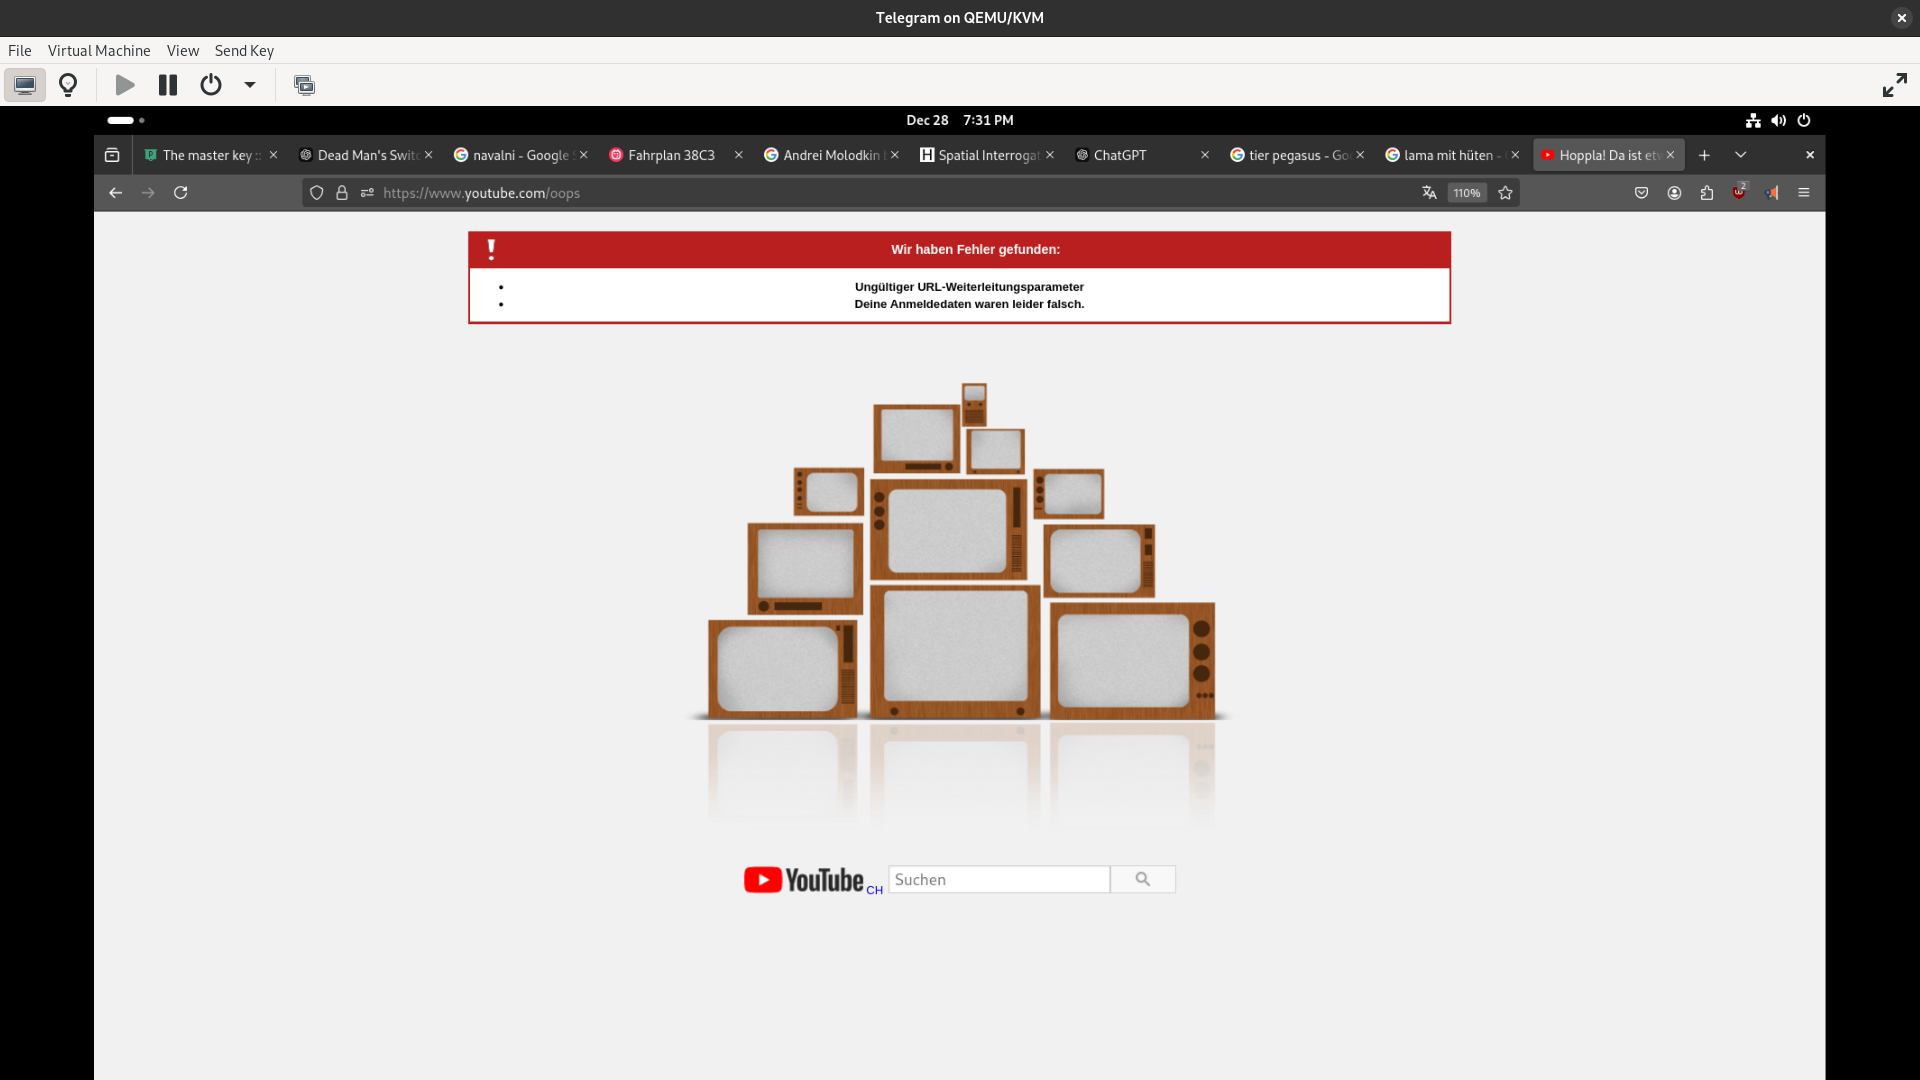 Telegram on QEMU/KVM
File Virtual Machine View Send Key
Dec 28 7:31 PM
The master key :: Dead Man's Swit navalni - Google Fahrplan 38C3 Andrei Molodkin Spatial Interrogat ChatGPT tier pegasus - Go lama mit hüten - Hoppla! Da ist et
https://www.youtube.com/oops 110% 2
Wir haben Fehler gefunden:
Ungültiger URL-Weiterleitungsparameter
Deine Anmeldedaten waren leider falsch.
YouTube CH Suchen